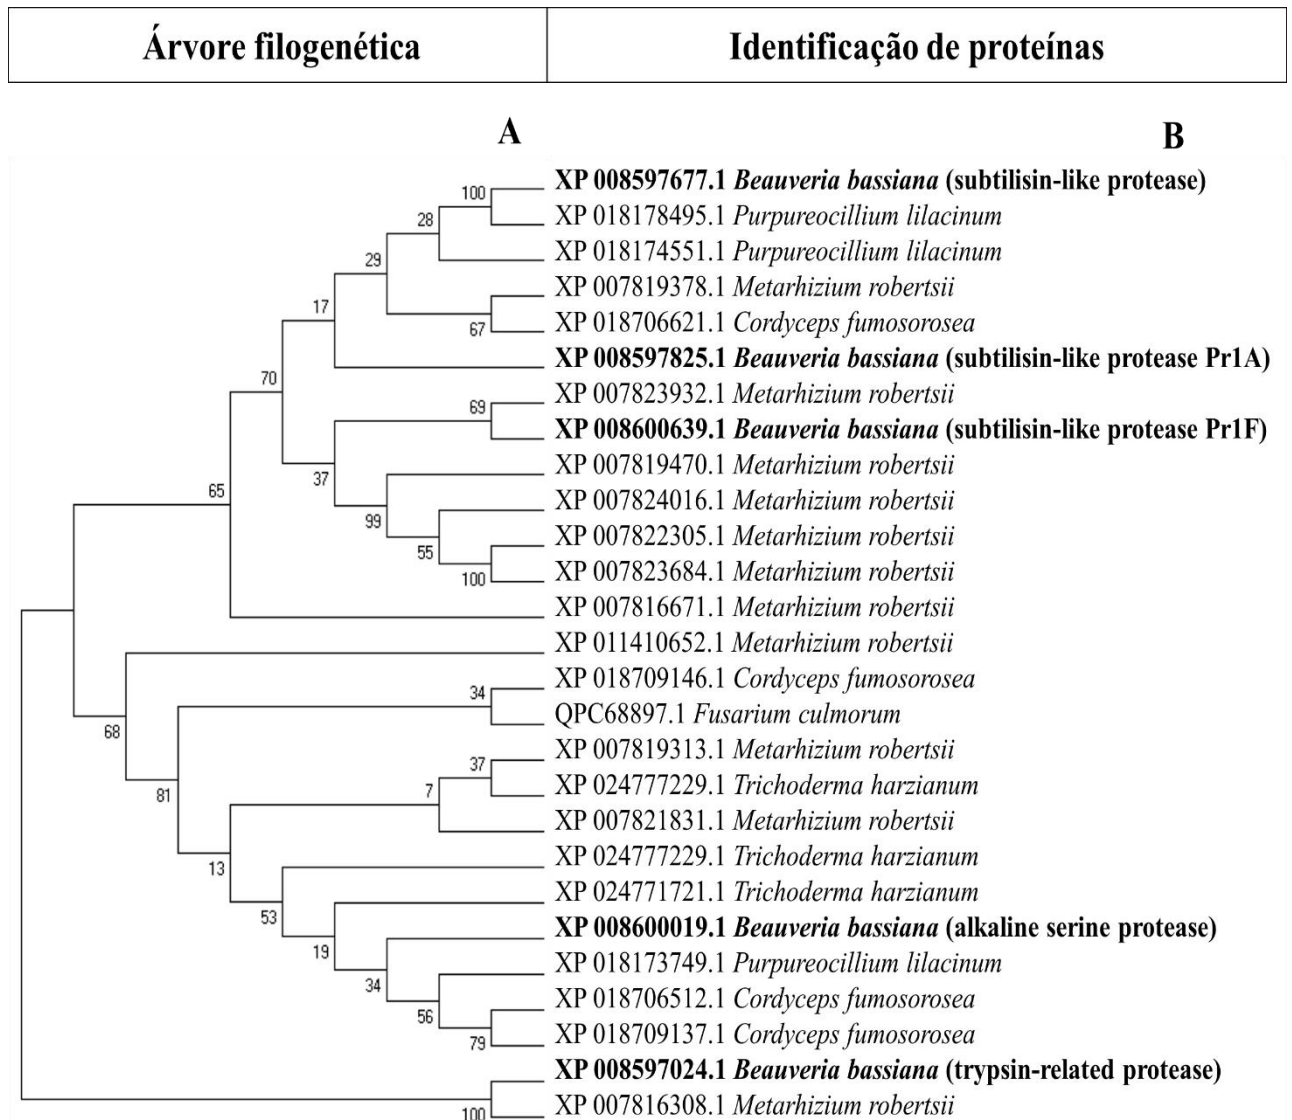 Árvore filogenética
Identificação de proteínas
A
B
XP 008597677.1 Beauveria bassiana (subtilisin-like protease)
100
XP 018178495.1 Purpureocillium lilacinum
28
XP 018174551.1 Purpureocillium lilacinum
29
XP 007819378.1 Metarhizium robertsii
17
XP 018706621.1 Cordyceps fumosorosea
67
XP 008597825.1 Beauveria bassiana (subtilisin-like protease Pr1A)
70
XP 007823932.1 Metarhizium robertsii
69
XP 008600639.1 Beauveria bassiana (subtilisin-like protease Pr1F)
XP 007819470.1 Metarhizium robertsii
37
65
XP 007824016.1 Metarhizium robertsii
99
XP 007822305.1 Metarhizium robertsii
55
XP 007823684.1 Metarhizium robertsii
100
XP 007816671.1 Metarhizium robertsii
XP 011410652.1 Metarhizium robertsii
XP 018709146.1 Cordyceps fumosorosea
34
QPC68897.1 Fusarium culmorum
68
XP 007819313.1 Metarhizium robertsii
37
XP 024777229.1 Trichoderma harzianum
7
81
XP 007821831.1 Metarhizium robertsii
XP 024777229.1 Trichoderma harzianum
13
XP 024771721.1 Trichoderma harzianum
53
XP 008600019.1 Beauveria bassiana (alkaline serine protease)
19
XP 018173749.1 Purpureocillium lilacinum
34
XP 018706512.1 Cordyceps fumosorosea
56
XP 018709137.1 Cordyceps fumosorosea
79
XP 008597024.1 Beauveria bassiana (trypsin-related protease)
XP 007816308.1 Metarhizium robertsii
100